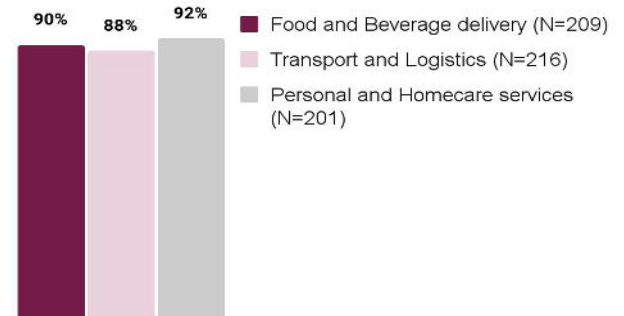 90%
88%
92%
Food and Beverage delivery (N=209)
Transport and Logistics (N=216)
Personal and Homecare services
(N=201)